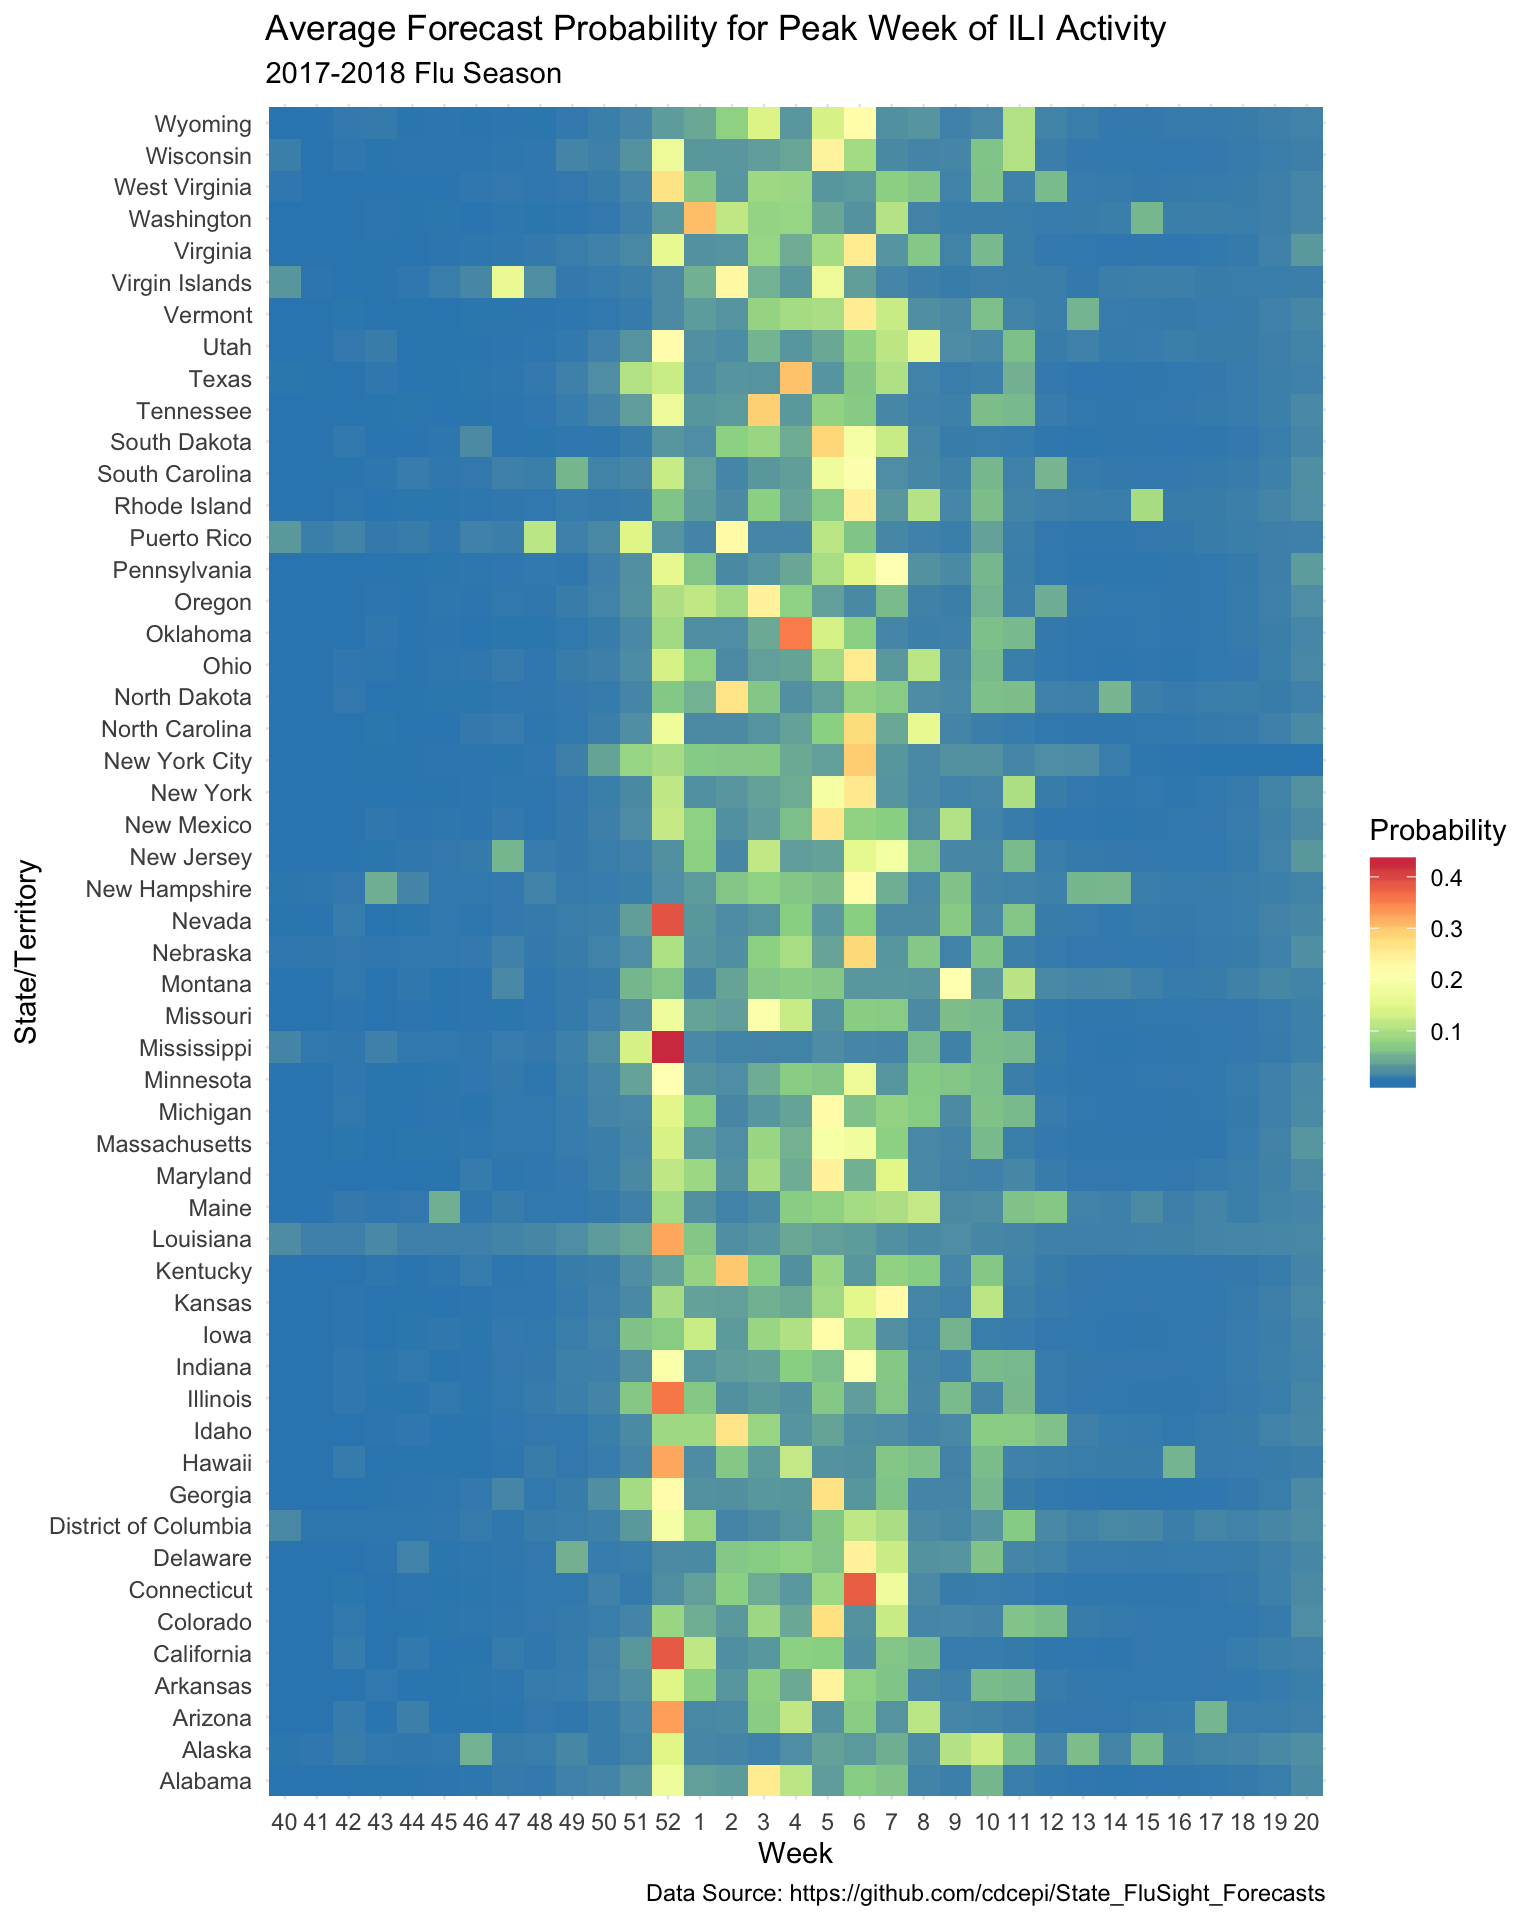 Average Forecast Probability for Peak Week of ILI Activity
2017-2018 Flu Season
Wyoming
Wisconsin
West Virginia
Washington
Virginia
Virgin Islands
Vermont
Utah
Texas
Tennessee
South Dakota
South Carolina
Rhode Island
Puerto Rico
Pennsylvania
Oregon
Oklahoma
Ohio
North Dakota
North Carolina
New York City
New York
New Mexico
New Jersey
New Hampshire
Nevada
Nebraska
Montana
Missouri
Mississippi
Minnesota
Michigan
Massachusetts
Maryland
Maine
Louisiana
Kentucky
Kansas
Iowa
Indiana
Illinois
Idaho
Hawaii
Georgia
District of Columbia
Delaware
Connecticut
Colorado
California
Arkansas
Arizona
Alaska
Alabama
State/Territory
40 41 42 43 44 45 46 47 48 49 50 51 52 1 2 3 4 5 6 7 8 9 10 11 12 13 14 15 16 17 18 19 20
Week
Probability
0.4
0.3
0.2
0.1
Data Source: https://github.com/cdcepi/State_FluSight_Forecasts